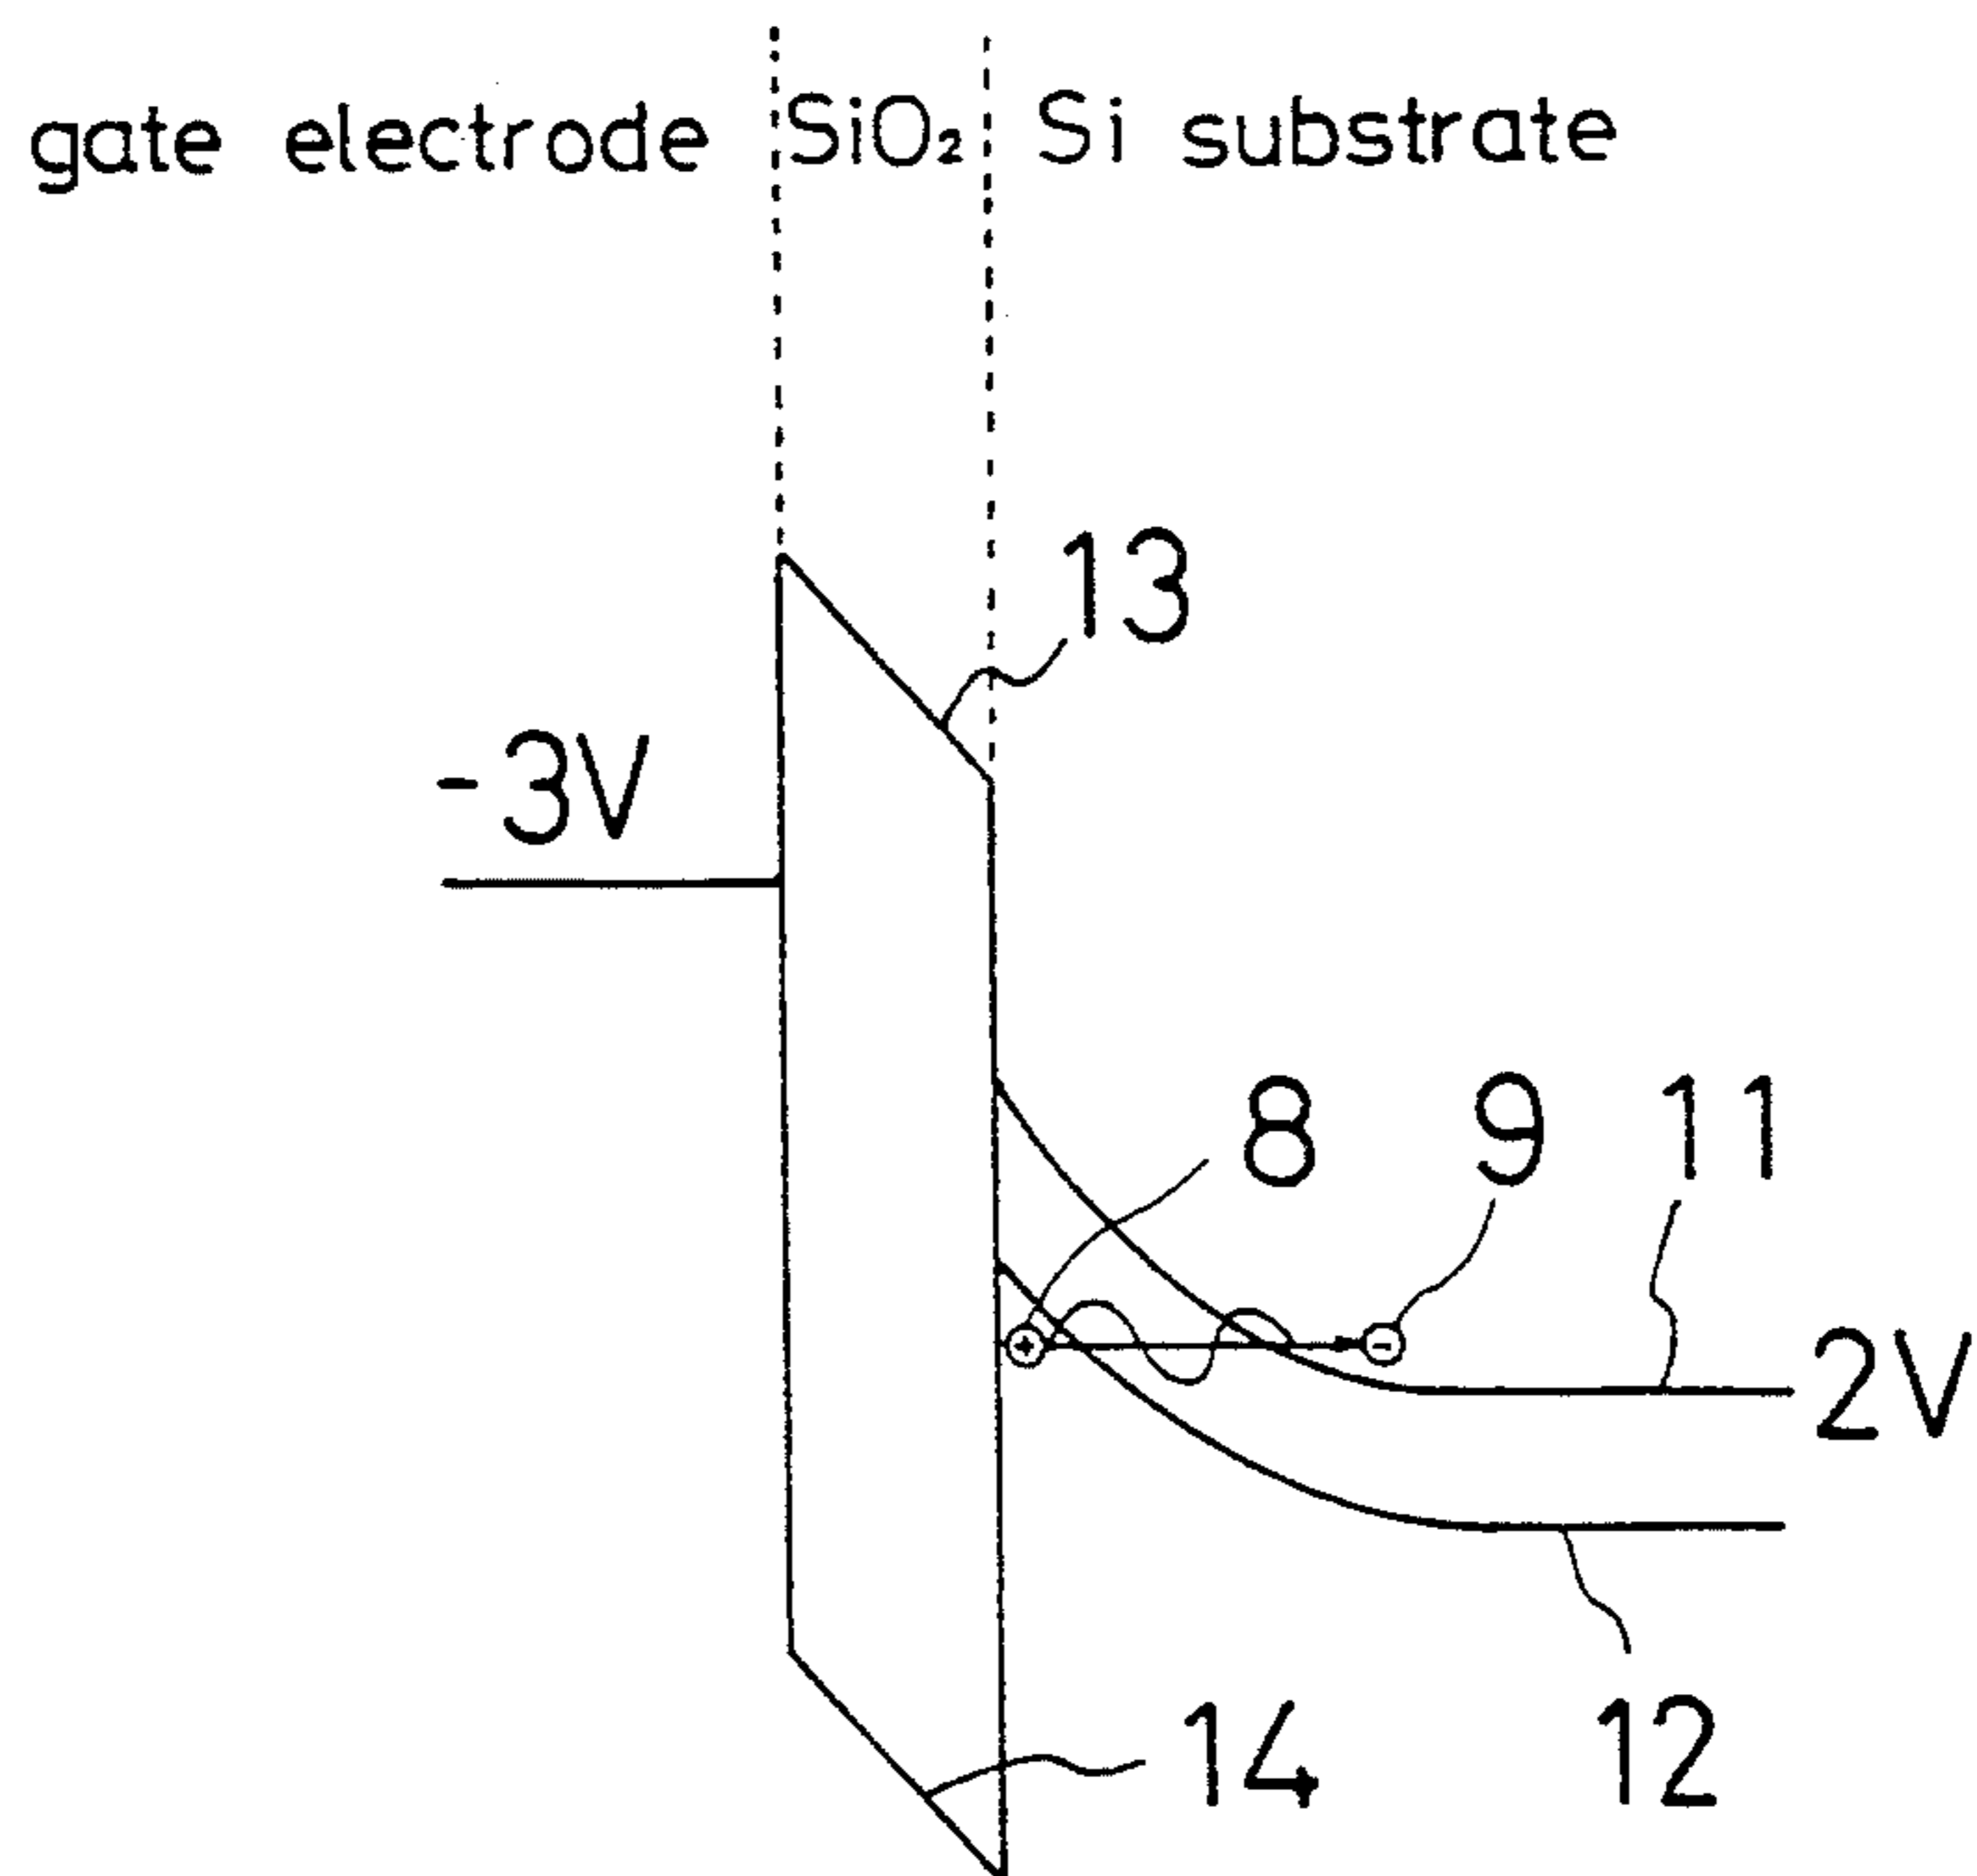 gate electrode SiO₂ Si substrate
13
-3V
8 9 11
2V
14 12